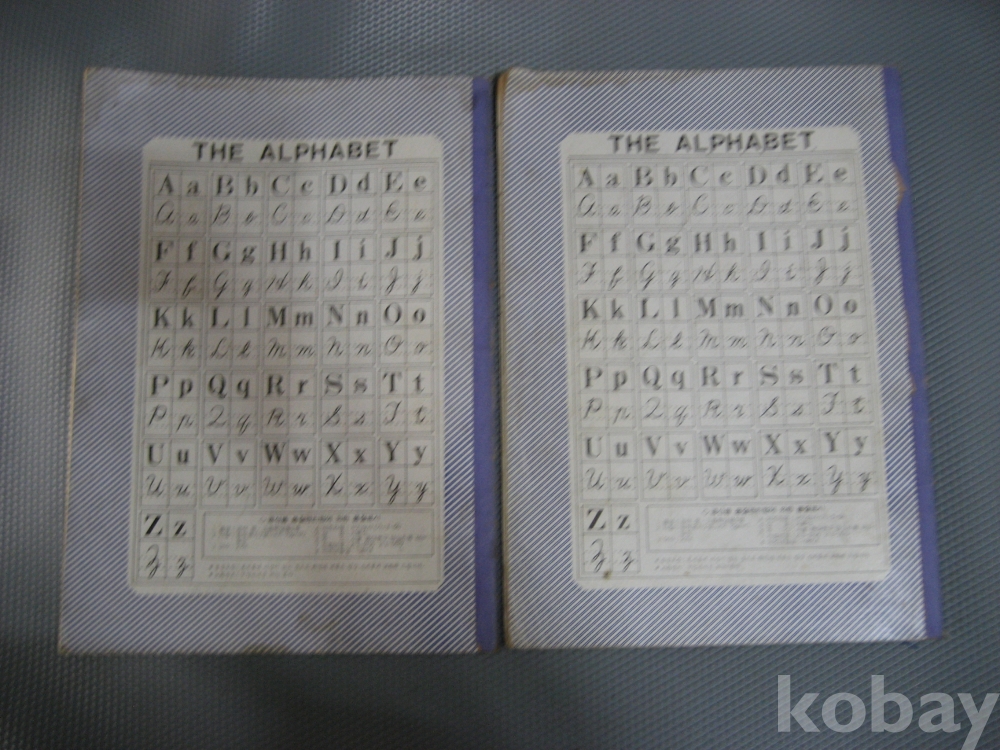 THE ALPHABET
A a B b C c D d E e
A a B b C c D d E e
F f G g H h I i J j
F f G g H h I i J j
K k L l M m N n O o
K k L l M m N n O o
P p Q q R r S s T t
P p Q q R r S s T t
U u V v W w X x Y y
U u V v W w X x Y y
Z z
Z z
THE ALPHABET
A a B b C c D d E e
A a B b C c D d E e
F f G g H h I i J j
F f G g H h I i J j
K k L l M m N n O o
K k L l M m N n O o
P p Q q R r S s T t
P p Q q R r S s T t
U u V v W w X x Y y
U u V v W w X x Y y
Z z
Z z
kobay